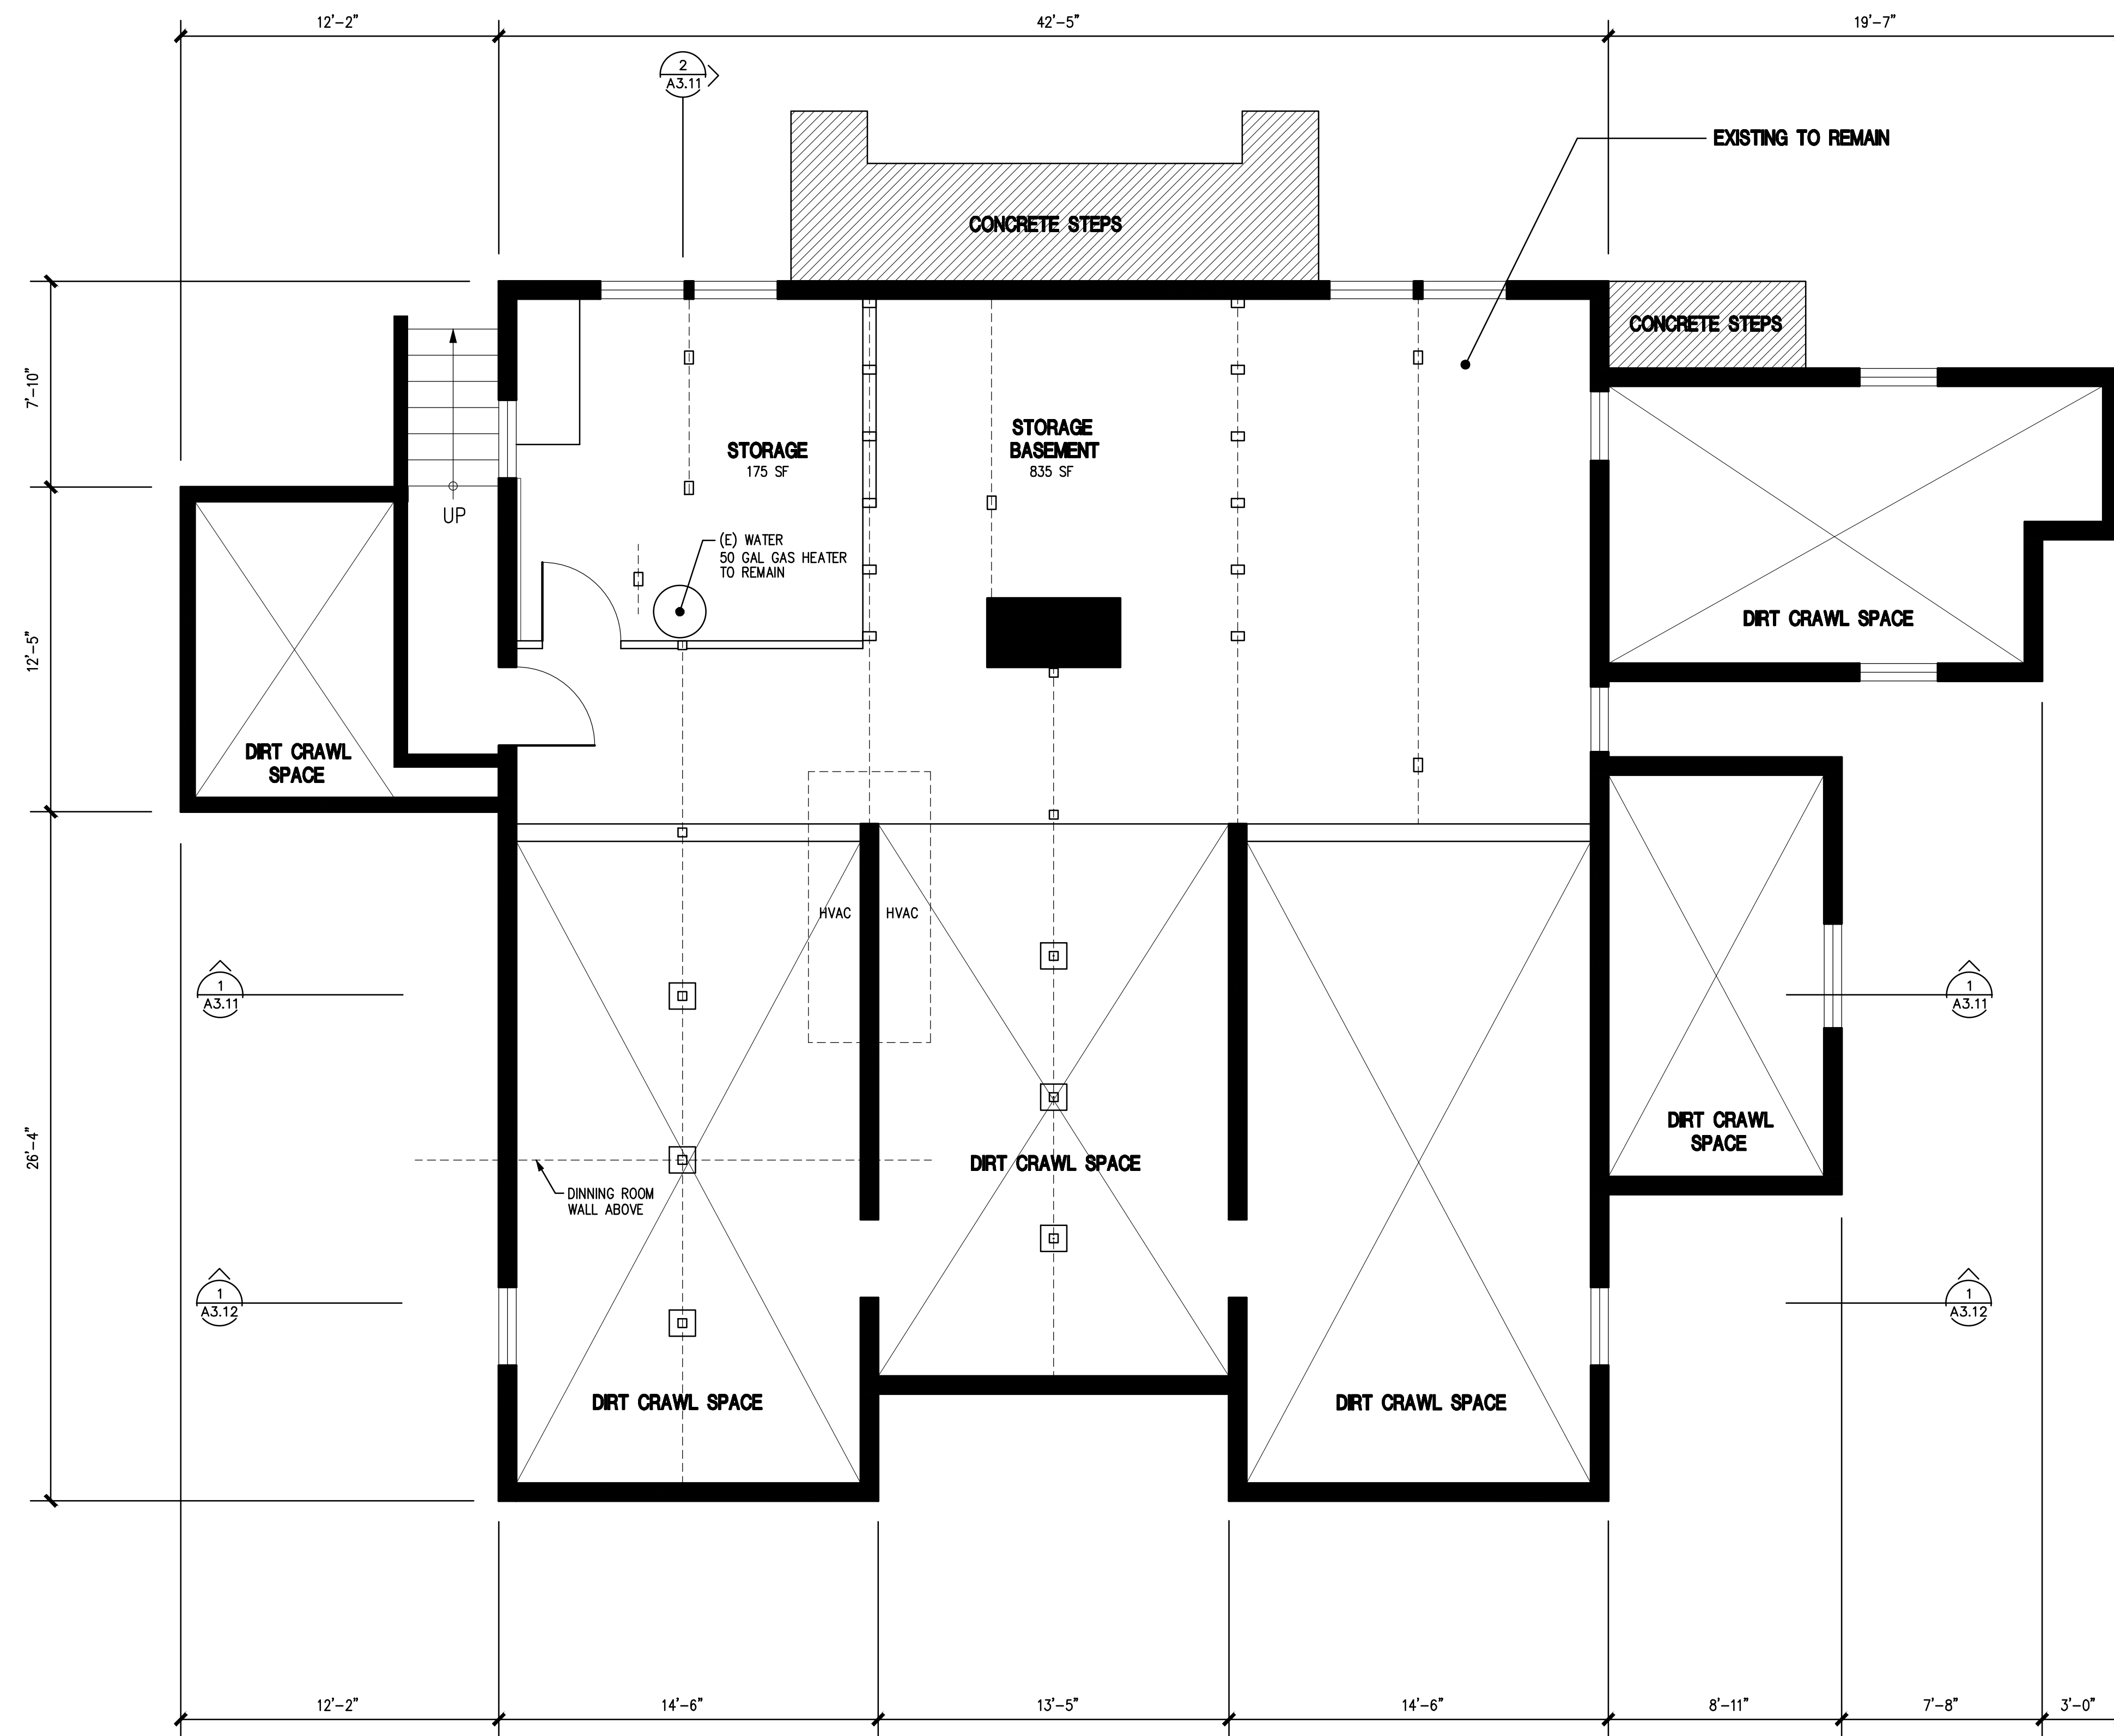 12'-2"
42'-5"
19'-7"
2
A3.11
EXISTING TO REMAIN
CONCRETE STEPS
CONCRETE STEPS
7'-10"
STORAGE
175 SF
STORAGE
BASEMENT
835 SF
UP
(E) WATER
50 GAL GAS HEATER
TO REMAIN
12'-5"
DIRT CRAWL SPACE
DIRT CRAWL
SPACE
HVAC
HVAC
1
A3.11
1
A3.11
26'-4"
DIRT CRAWL
SPACE
DIRT CRAWL SPACE
DINNING ROOM
WALL ABOVE
1
A3.12
1
A3.12
DIRT CRAWL SPACE
DIRT CRAWL SPACE
12'-2"
14'-6"
13'-5"
14'-6"
8'-11"
7'-8"
3'-0"